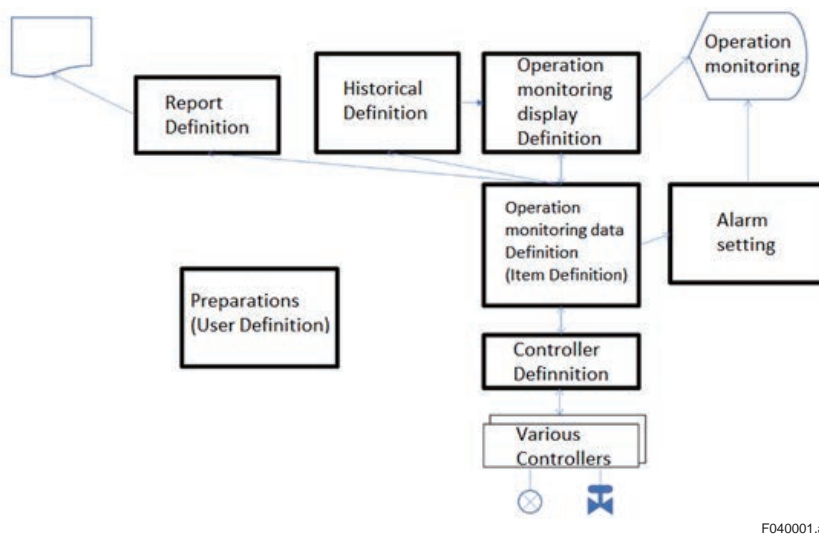 Operation
monitoring
Report
Definition
Historical
Definition
Operation
monitoring
display
Definition
Operation
monitoring data
Definition
(Item Definition)
Alarm
setting
Preparations
(User Definition)
Controller
Definnition
Various
Controllers
F040001.a